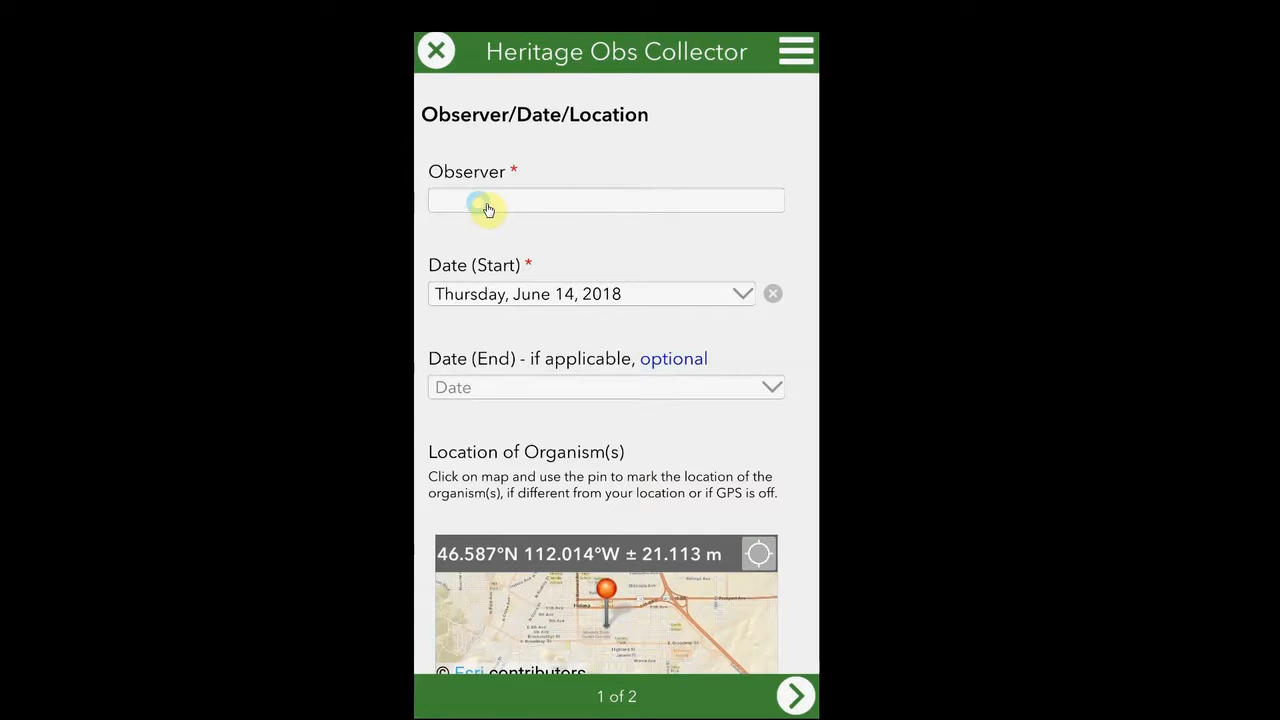 Heritage Obs Collector
Observer/Date/Location
Observer *
Date (Start) *
Thursday, June 14, 2018
Date (End) - if applicable, optional
Date
Location of Organism(s)
Click on map and use the pin to mark the location of the
organism(s), if different from your location or if GPS is off.
46.587°N 112.014°W ± 21.113 m
Helena
© Esri contributors
1 of 2